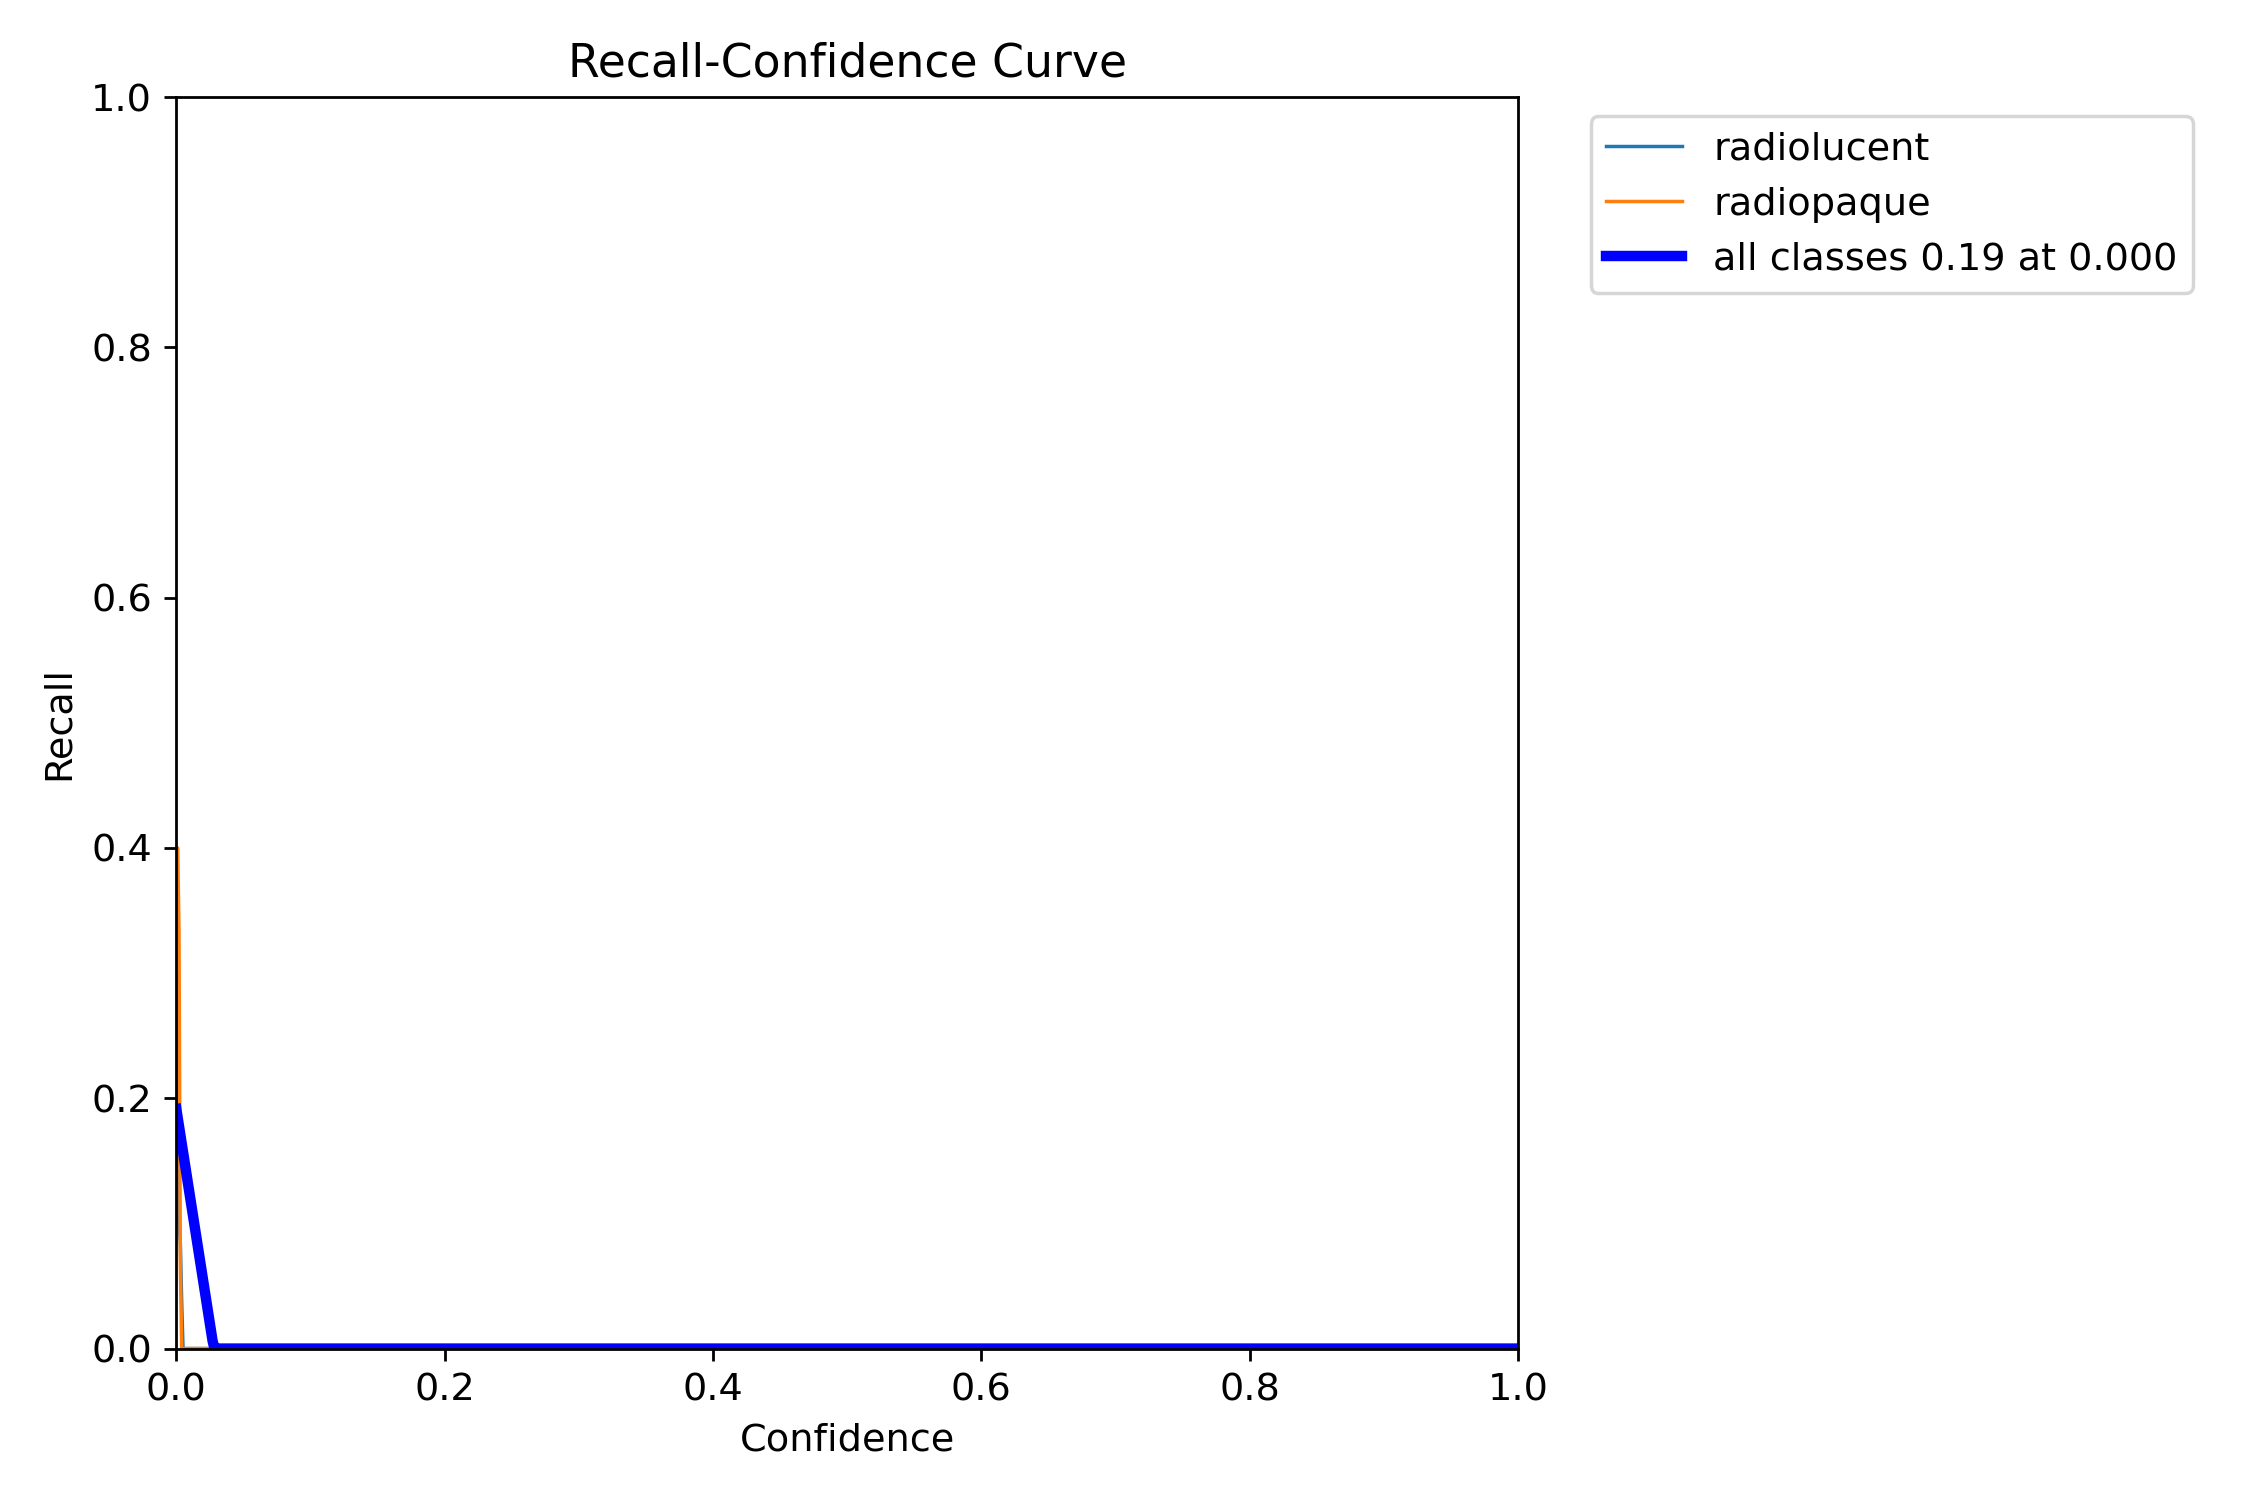 Recall-Confidence Curve
1.0
0.8
0.6
0.4
0.2
0.0
Recall
0.0 0.2 0.4 0.6 0.8 1.0
Confidence
radiolucent
radiopaque
all classes 0.19 at 0.000